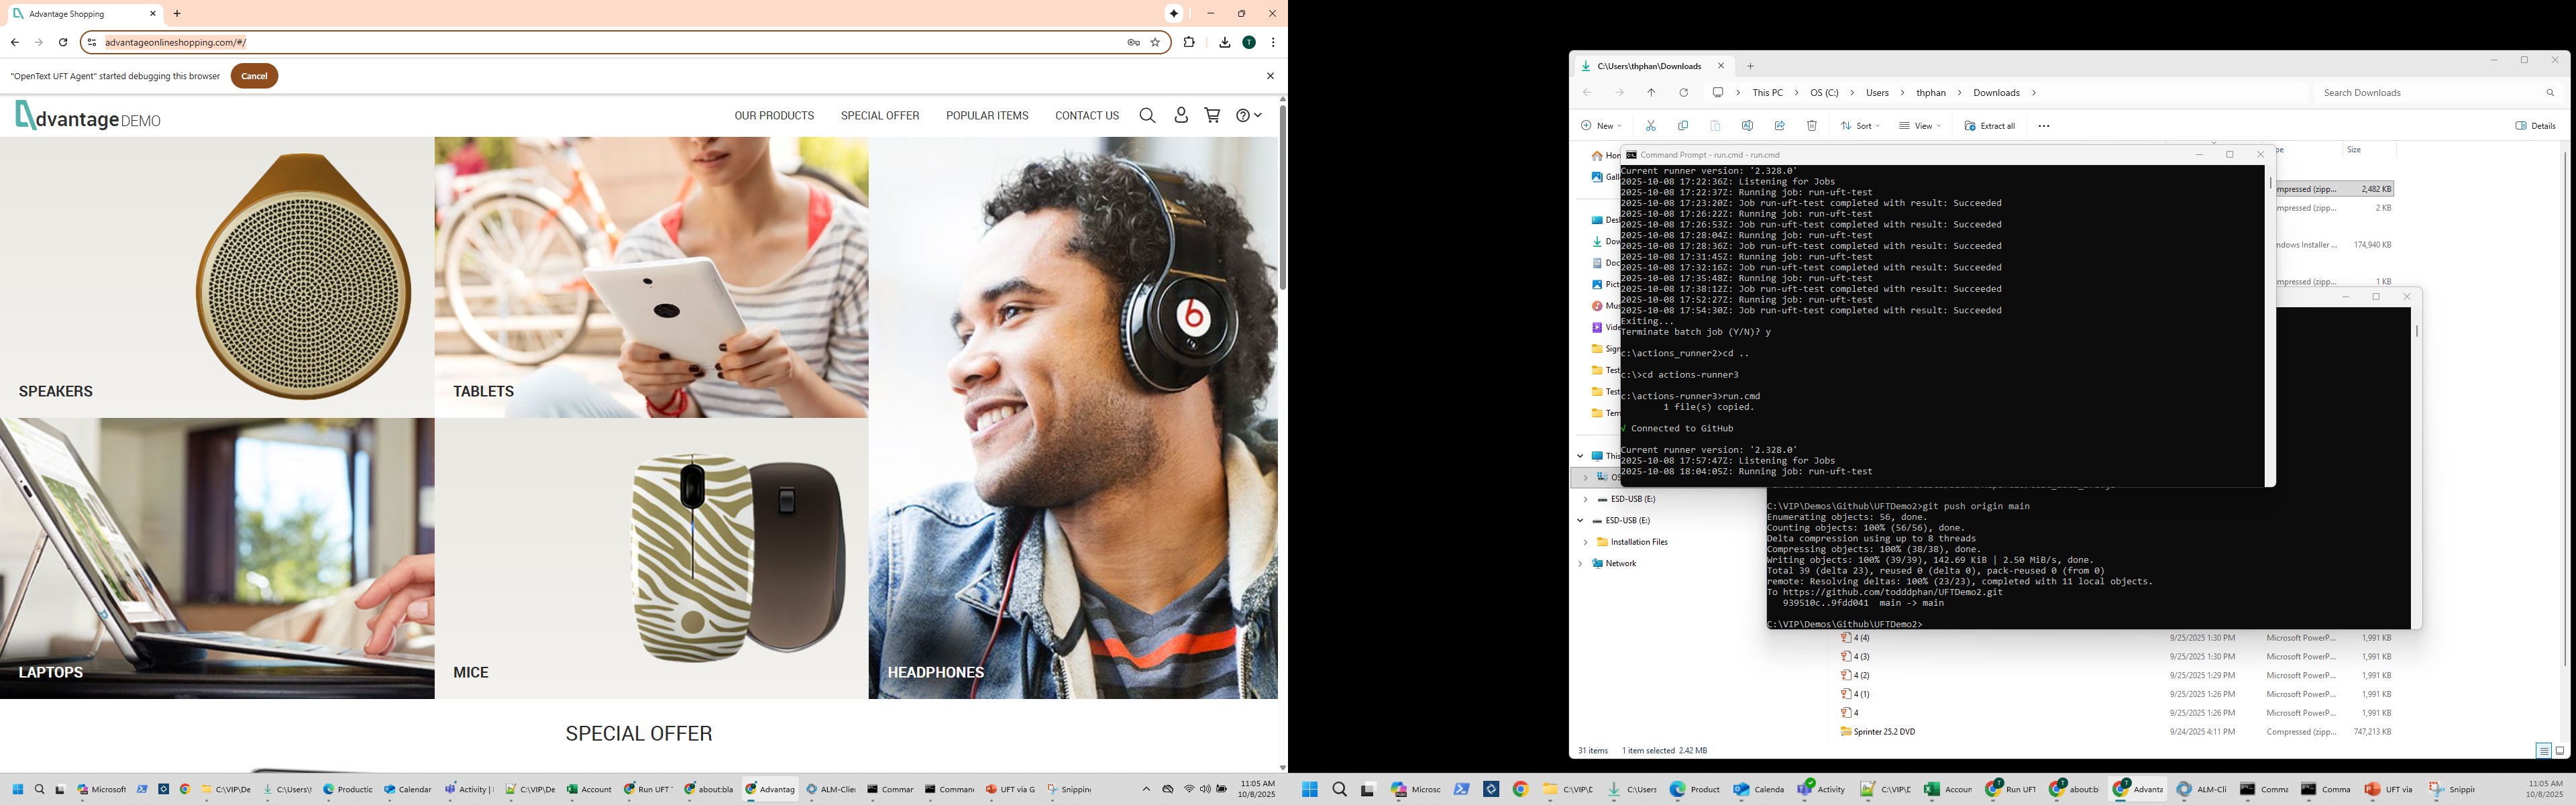 Advantage Shopping
advantageonlineshopping.com/#/
"OpenText UFT Agent" started debugging this browser
Cancel
dvantage DEMO
OUR PRODUCTS
SPECIAL OFFER
POPULAR ITEMS
CONTACT US
SPEAKERS
TABLETS
LAPTOPS
MICE
HEADPHONES
SPECIAL OFFER
C:\Users\thphan\Downloads
This PC > OS (C:) > Users > thphan > Downloads >
Search Downloads
New
Sort
View
Extract all
Details
Size
Command Prompt - run.cmd - run.cmd
Current runner version: '2.328.0'
2025-10-08 17:22:36Z: Listening for Jobs
2025-10-08 17:22:37Z: Running job: run-uft-test
2025-10-08 17:23:20Z: Job run-uft-test completed with result: Succeeded
2025-10-08 17:26:22Z: Running job: run-uft-test
2025-10-08 17:26:53Z: Job run-uft-test completed with result: Succeeded
2025-10-08 17:28:04Z: Running job: run-uft-test
2025-10-08 17:28:36Z: Job run-uft-test completed with result: Succeeded
2025-10-08 17:31:45Z: Running job: run-uft-test
2025-10-08 17:32:16Z: Job run-uft-test completed with result: Succeeded
2025-10-08 17:35:48Z: Running job: run-uft-test
2025-10-08 17:38:12Z: Job run-uft-test completed with result: Succeeded
2025-10-08 17:52:27Z: Running job: run-uft-test
2025-10-08 17:54:30Z: Job run-uft-test completed with result: Succeeded
Exiting...
Terminate batch job (Y/N)? y
c:\actions_runner2>cd ..
c:\>cd actions-runner3
c:\actions-runner3>run.cmd
1 file(s) copied.
√ Connected to GitHub
Current runner version: '2.328.0'
2025-10-08 17:57:47Z: Listening for Jobs
2025-10-08 18:04:05Z: Running job: run-uft-test
mpressed (zipp... 2,482 KB
mpressed (zipp... 2 KB
ndows Installer ... 174,940 KB
mpressed (zipp... 1 KB
C:\VIP\Demos\Github\UFTDemo2>git push origin main
Enumerating objects: 56, done.
Counting objects: 100% (56/56), done.
Delta compression using up to 8 threads
Compressing objects: 100% (38/38), done.
Writing objects: 100% (39/39), 142.69 KiB | 2.50 MiB/s, done.
Total 39 (delta 23), reused 0 (delta 0), pack-reused 0 (from 0)
remote: Resolving deltas: 100% (23/23), completed with 11 local objects.
To https://github.com/todddphan/UFTDemo2.git
939510c..9fdd041 main -> main
C:\VIP\Demos\Github\UFTDemo2>
ESD-USB (E:)
ESD-USB (E:)
Installation Files
Network
4 (4) 9/25/2025 1:30 PM Microsoft PowerP... 1,991 KB
4 (3) 9/25/2025 1:30 PM Microsoft PowerP... 1,991 KB
4 (2) 9/25/2025 1:29 PM Microsoft PowerP... 1,991 KB
4 (1) 9/25/2025 1:26 PM Microsoft PowerP... 1,991 KB
4 9/25/2025 1:26 PM Microsoft PowerP... 1,991 KB
Sprinter 25.2 DVD 9/24/2025 4:11 PM Compressed (zipp... 747,213 KB
31 items 1 item selected 2.42 MB
Microsoft C:\VIP\De C:\Users\t Productic Calendar Activity | C:\VIP\De Account Run UFT about:bla Advantag ALM-Clie Commar Comman UFT via G Snipping
11:05 AM
10/8/2025
Microsc C:\VIP\D C:\Users Product Calenda Activity C:\VIP\D Accoun Run UFT about:b Advanta ALM-Cli Comma Comma UFT via Snippir
11:05 AM
10/8/2025